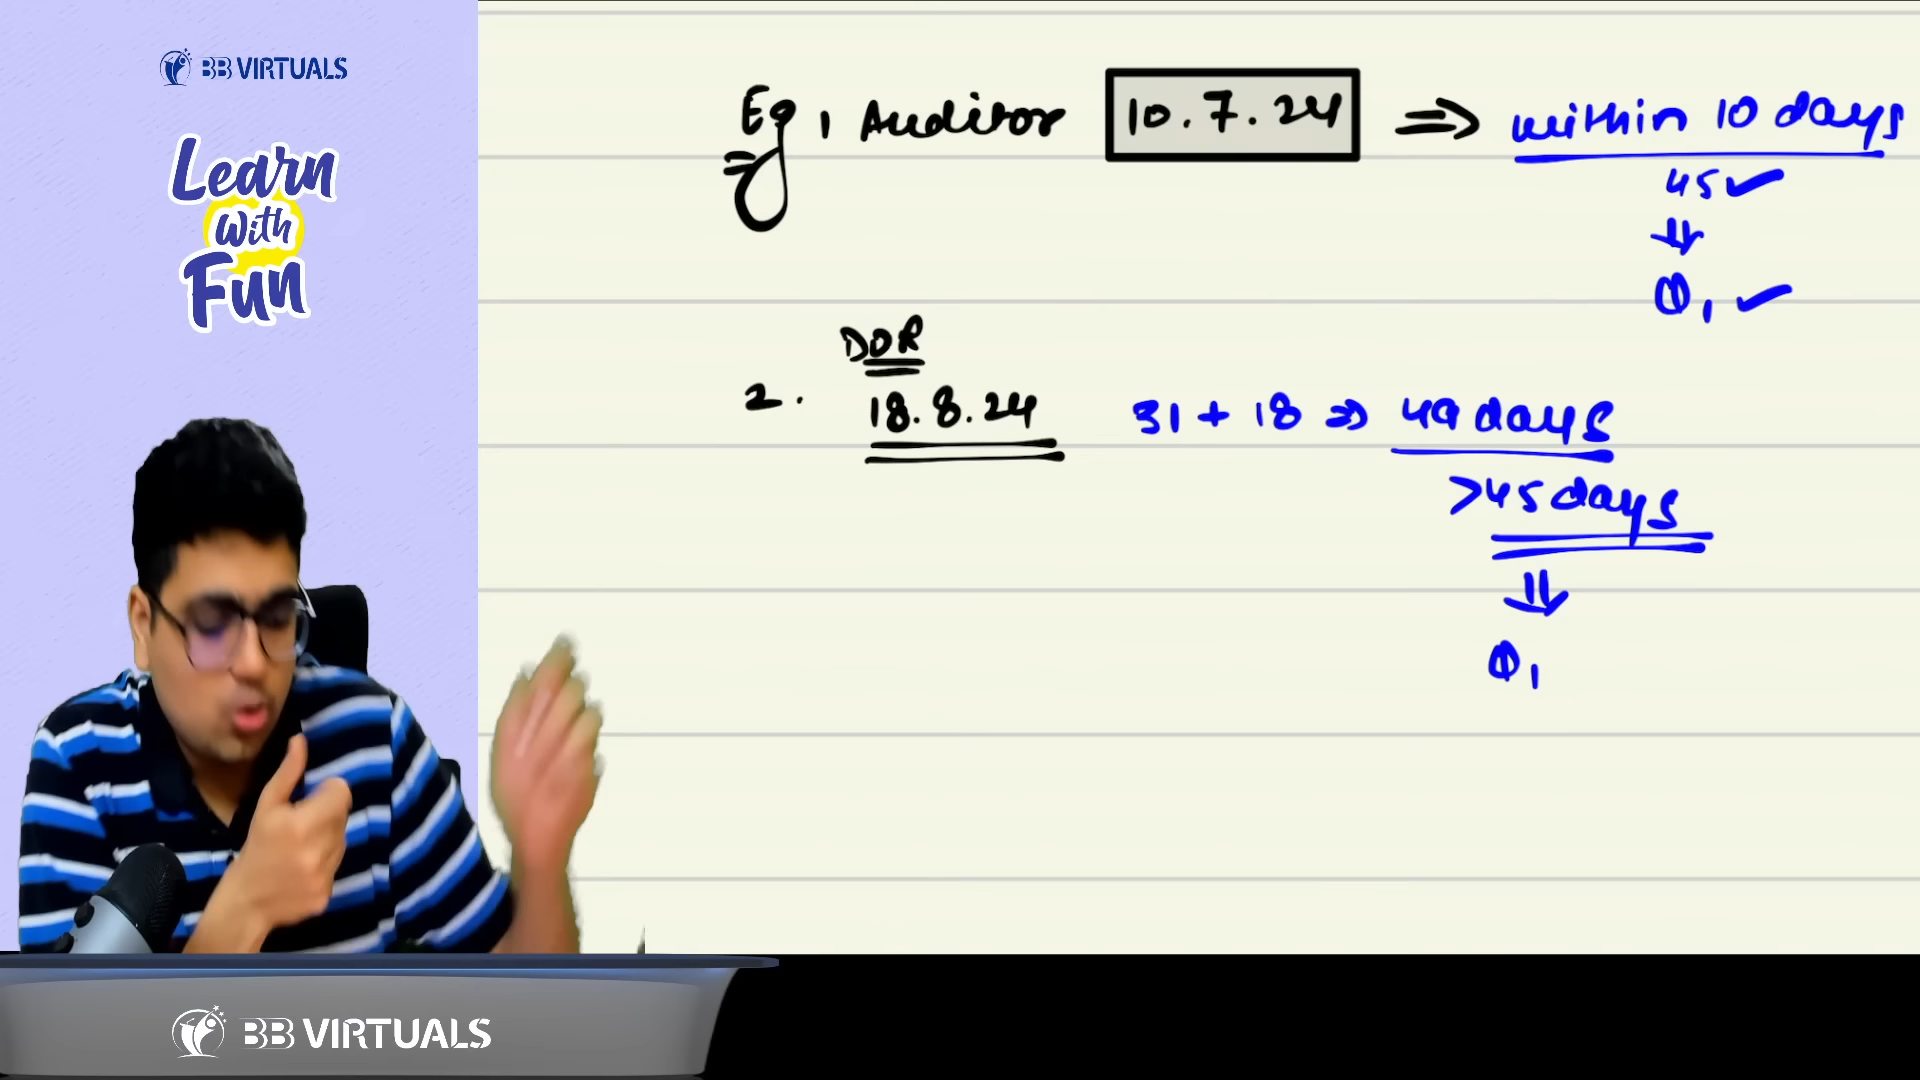 BB VIRTUALS
Learn
With
Fun
Eg 1 Auditor 10.7.24 ⇒ within 10 days
45 ✓
⇓
Q1 ✓
DOR
2. 18.8.24 31 + 18 ⇒ 49 days
>45 days
⇓
Q1
BB VIRTUALS